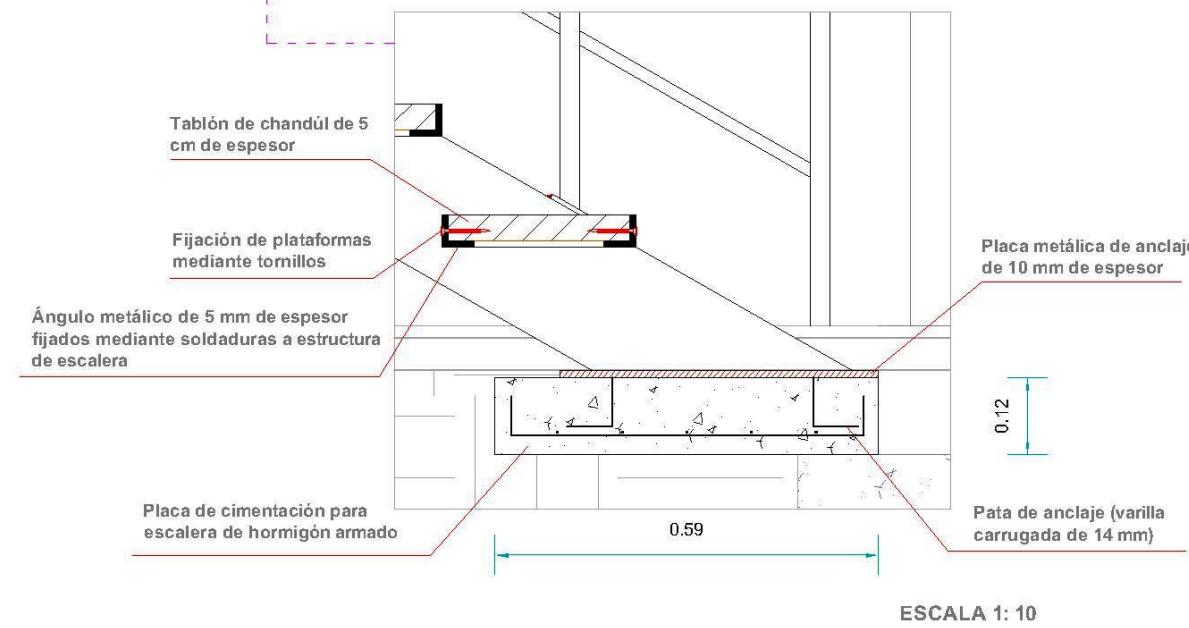 Tablón de chandúl de 5
cm de espesor
Fijación de plataformas
mediante tornillos
Placa metálica de anclaje
de 10 mm de espesor
Ángulo metálico de 5 mm de espesor
fijados mediante soldaduras a estructura
de escalera
0.12
Placa de cimentación para
escalera de hormigón armado
0.59
Pata de anclaje (varilla
carrugada de 14 mm)
ESCALA 1: 10